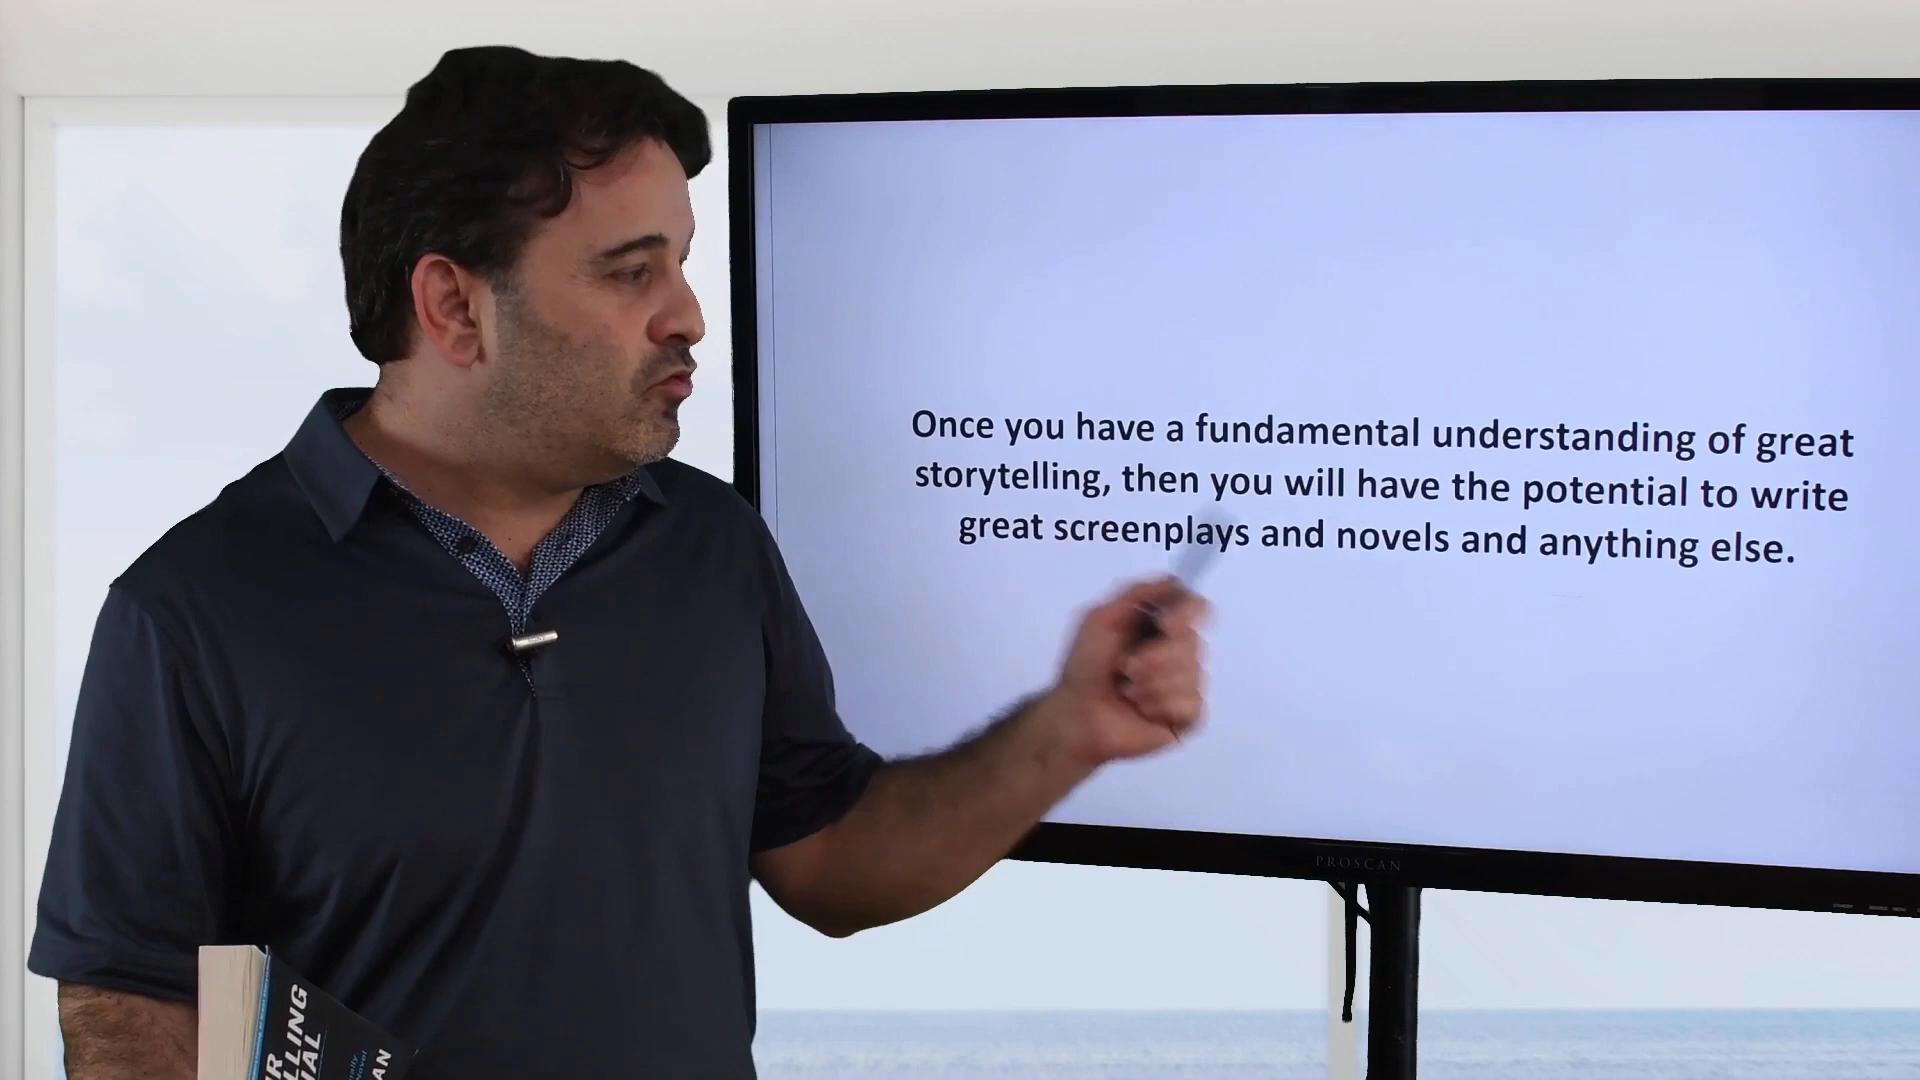 Once you have a fundamental understanding of great
storytelling, then you will have the potential to write
great screenplays and novels and anything else.
PROSCAN